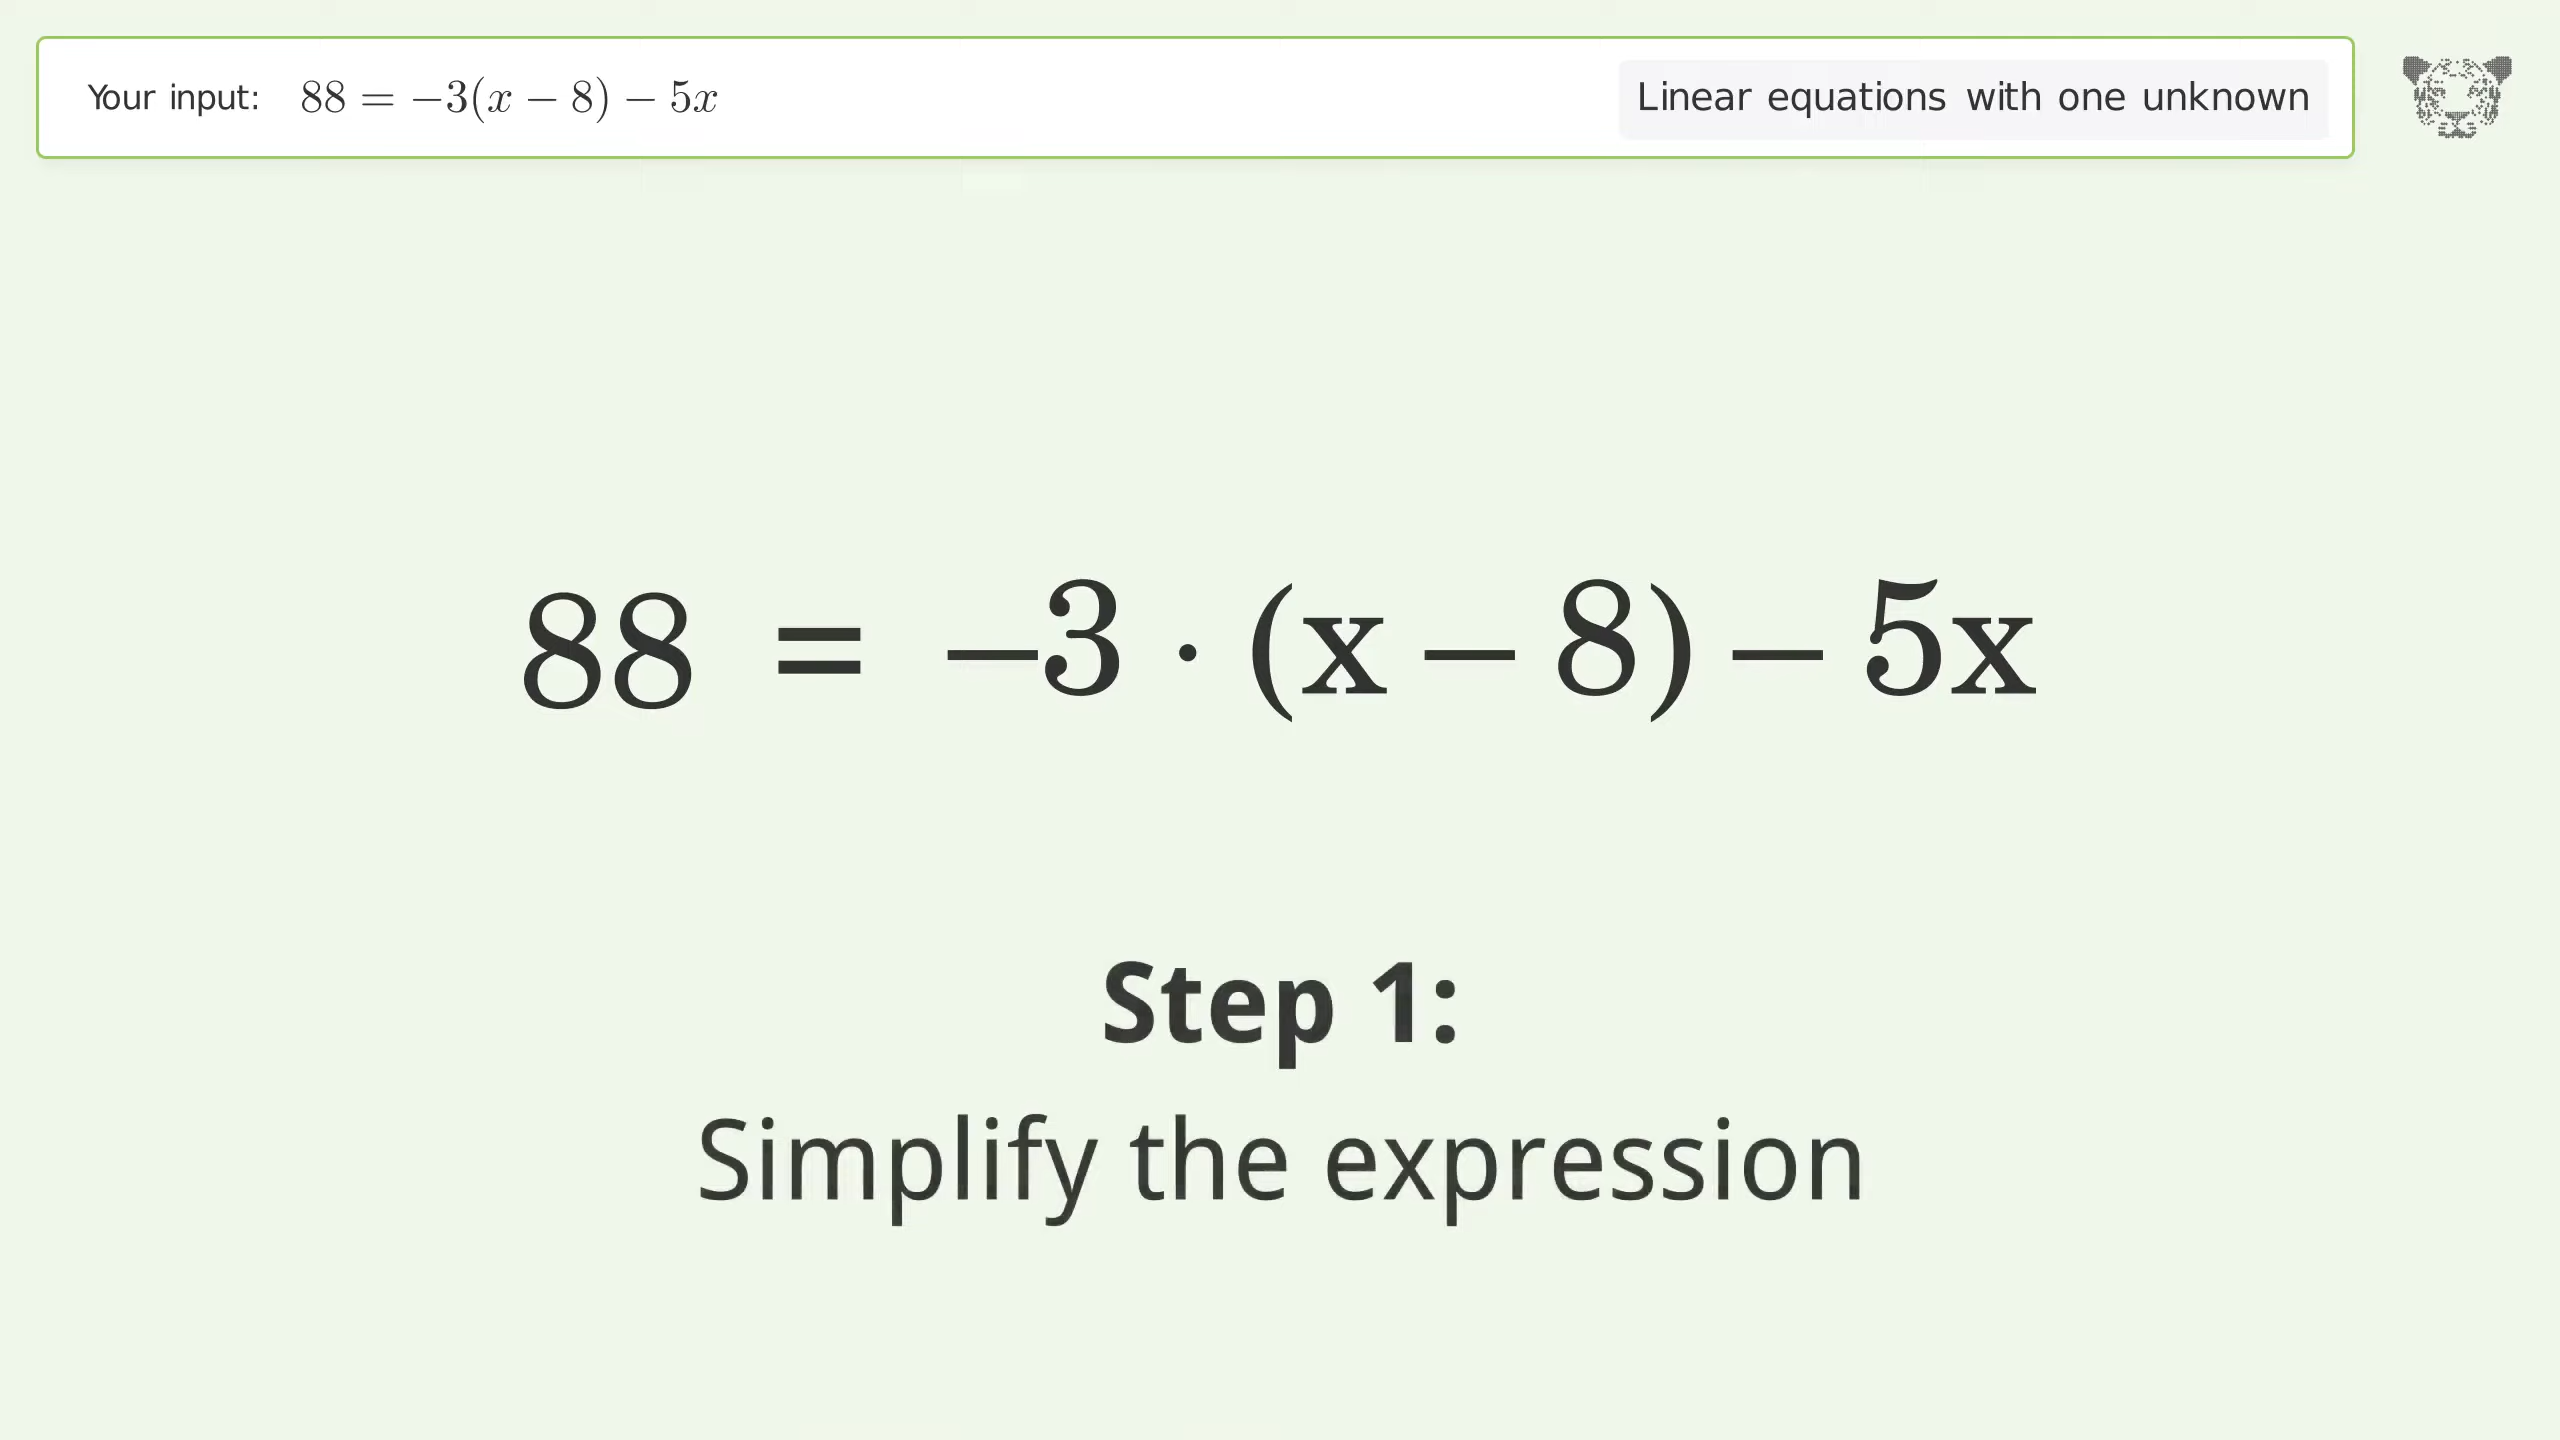 Your input: 88 = −3(x − 8) − 5x
Linear equations with one unknown
88 = −3 · (x − 8) − 5x
Step 1:
Simplify the expression